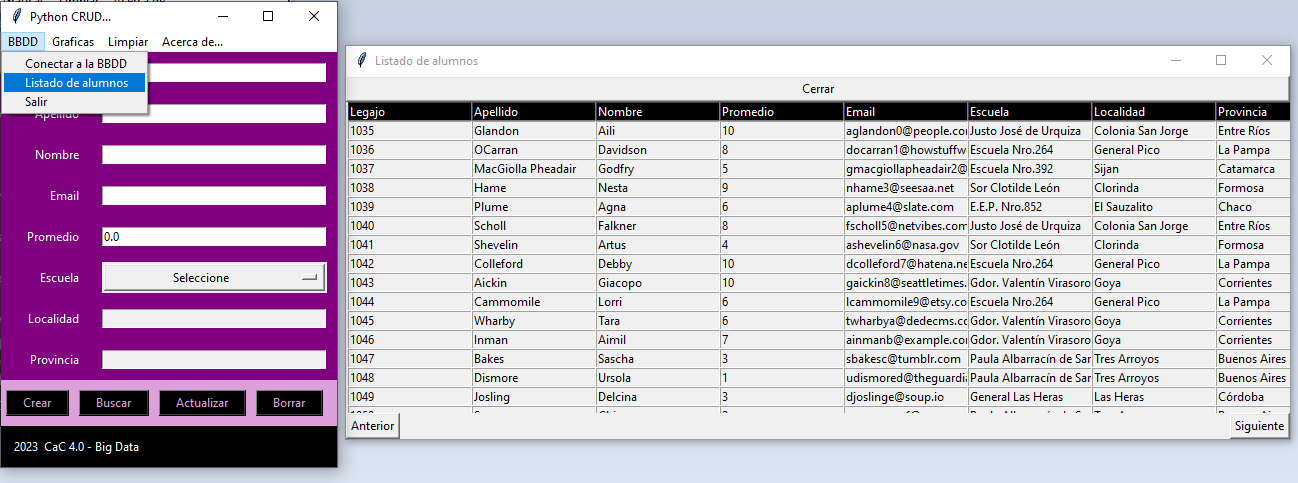 Python CRUD...
BBDD Graficas Limpiar Acerca de...
Conectar a la BBDD
Listado de alumnos
Salir
Apellido
Nombre
Email
Promedio 0.0
Escuela Seleccione
Localidad
Provincia
Crear Buscar Actualizar Borrar
2023 CaC 4.0 - Big Data
Listado de alumnos
Cerrar
Legajo Apellido Nombre Promedio Email Escuela Localidad Provincia
1035 Glandon Aili 10 aglandon0@people.co Justo José de Urquiza Colonia San Jorge Entre Ríos
1036 OCarran Davidson 8 docarran1@howstuffw Escuela Nro.264 General Pico La Pampa
1037 MacGiolla Pheadair Godfry 5 gmacgiollapheadair2@ Escuela Nro.392 Sijan Catamarca
1038 Hame Nesta 9 nhame3@seesaa.net Sor Clotilde León Clorinda Formosa
1039 Plume Agna 6 aplume4@slate.com E.E.P. Nro.852 El Sauzalito Chaco
1040 Scholl Falkner 8 fscholl5@netvibes.com Justo José de Urquiza Colonia San Jorge Entre Ríos
1041 Shevelin Artus 4 ashevelin6@nasa.gov Sor Clotilde León Clorinda Formosa
1042 Colleford Debby 10 dcolleford7@hatena.ne Escuela Nro.264 General Pico La Pampa
1043 Aickin Giacopo 10 gaickin8@seattletimes. Gdor. Valentín Virasoro Goya Corrientes
1044 Cammomile Lorri 6 lcammomile9@etsy.co Escuela Nro.264 General Pico La Pampa
1045 Wharby Tara 6 twharbya@dedecms.c Gdor. Valentín Virasoro Goya Corrientes
1046 Inman Aimil 7 ainmanb@example.co Gdor. Valentín Virasoro Goya Corrientes
1047 Bakes Sascha 3 sbakesc@tumblr.com Paula Albarracín de Sar Tres Arroyos Buenos Aires
1048 Dismore Ursola 1 udismored@theguardi Paula Albarracín de Sar Tres Arroyos Buenos Aires
1049 Josling Delcina 3 djoslinge@soup.io General Las Heras Las Heras Córdoba
Anterior Siguiente